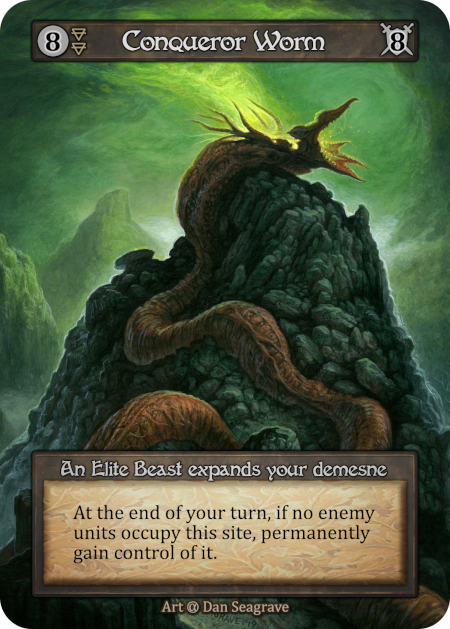 8 Conqueror Worm 8
An Elite Beast expands your demesne
At the end of your turn, if no enemy
units occupy this site, permanently
gain control of it.
Art @ Dan Seagrave